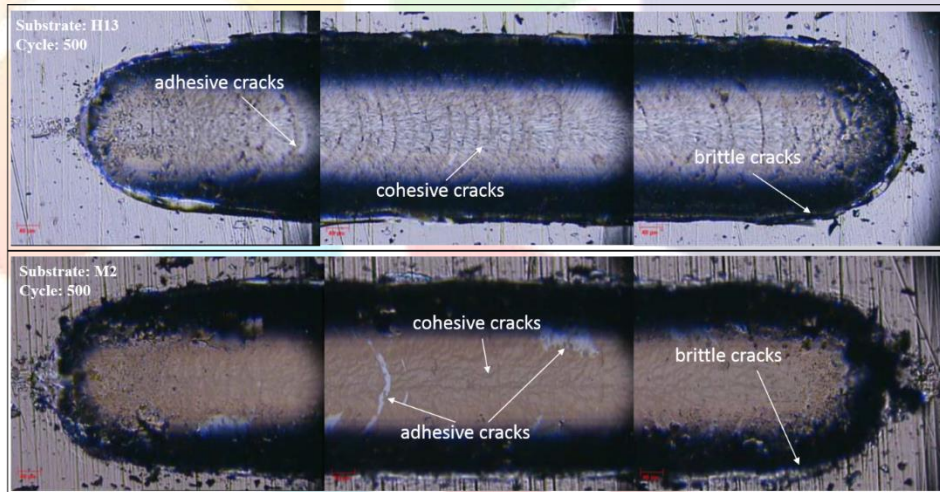 Substrate: H13
Cycle: 500
adhesive cracks
cohesive cracks
brittle cracks
Substrate: M2
Cycle: 500
cohesive cracks
brittle cracks
adhesive cracks